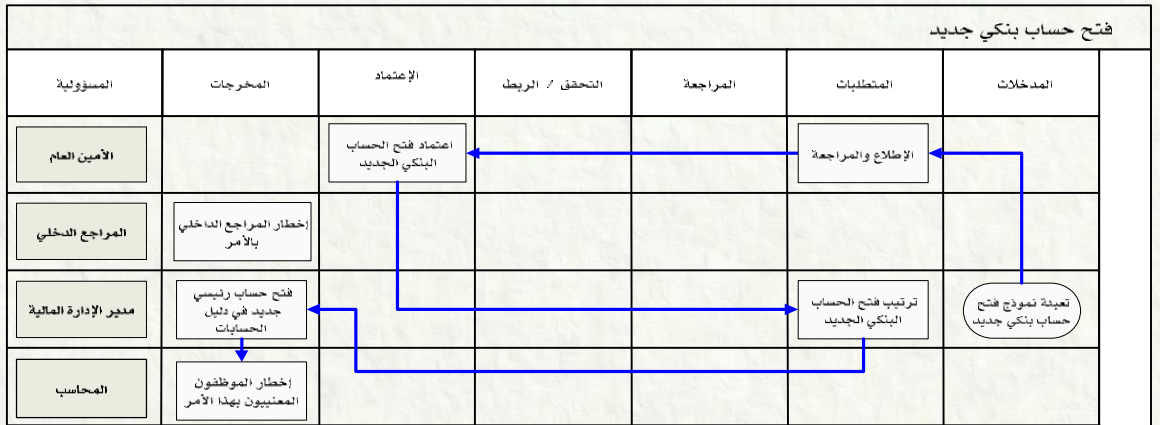 فتح حساب بنكي جديد
المدخلات
المتطلبات
المراجعة
التحقق / الربط
الإعتماد
المخرجات
المسؤولية
الإطلاع والمراجعة
اعتماد فتح الحساب
البنكي الجديد
الأمين العام
إخطار المراجع الداخلي
بالأمر
المراجع الدخلي
تعبئة نموذج فتح
حساب بنكي جديد
ترتيب فتح الحساب
البنكي الجديد
فتح حساب رئيسي
جديد في دليل
الحسابات
مدير الإدارة المالية
إخطار الموظفون
المعنييون بهذا الأمر
المحاسب